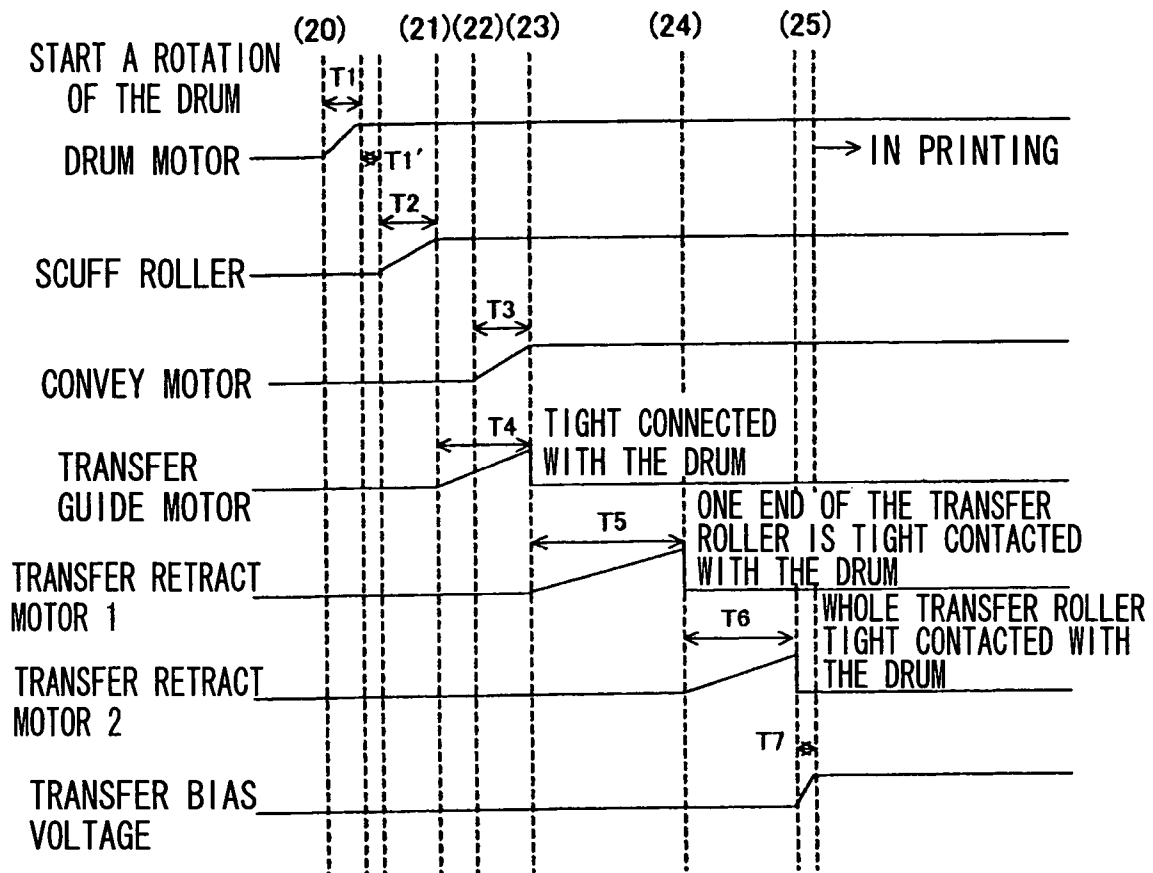 (20) (21)(22)(23) (24) (25)
START A ROTATION
OF THE DRUM
T1
DRUM MOTOR
T1'
IN PRINTING
T2
SCUFF ROLLER
T3
CONVEY MOTOR
T4
TIGHT CONNECTED
WITH THE DRUM
TRANSFER
GUIDE MOTOR
T5
ONE END OF THE TRANSFER
ROLLER IS TIGHT CONTACTED
WITH THE DRUM
TRANSFER RETRACT
MOTOR 1
T6
WHOLE TRANSFER ROLLER
TIGHT CONTACTED WITH
THE DRUM
TRANSFER RETRACT
MOTOR 2
T7
TRANSFER BIAS
VOLTAGE